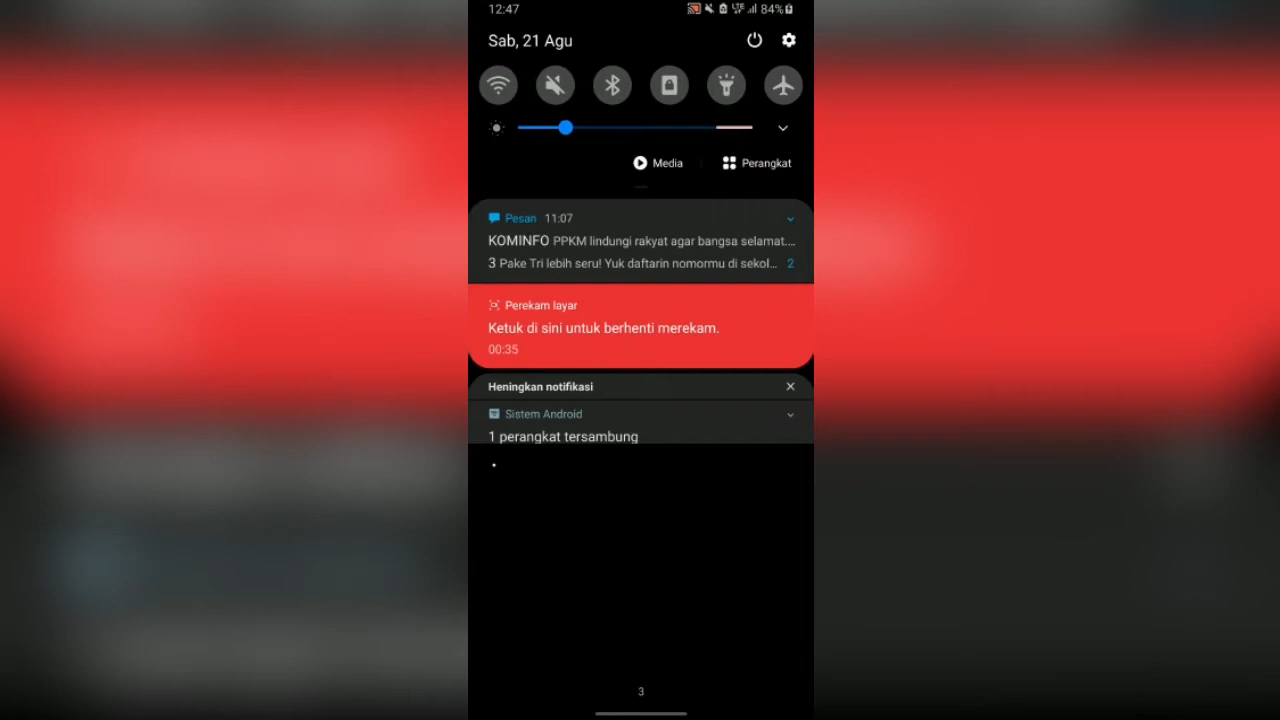 12:47
LTE
84%
Sab, 21 Agu
Media
Perangkat
Pesan 11:07
KOMINFO PPKM lindungi rakyat agar bangsa selamat....
3 Pake Tri lebih seru! Yuk daftarin nomormu di sekol... 2
Perekam layar
Ketuk di sini untuk berhenti merekam.
00:35
Heningkan notifikasi
Sistem Android
1 perangkat tersambung
3